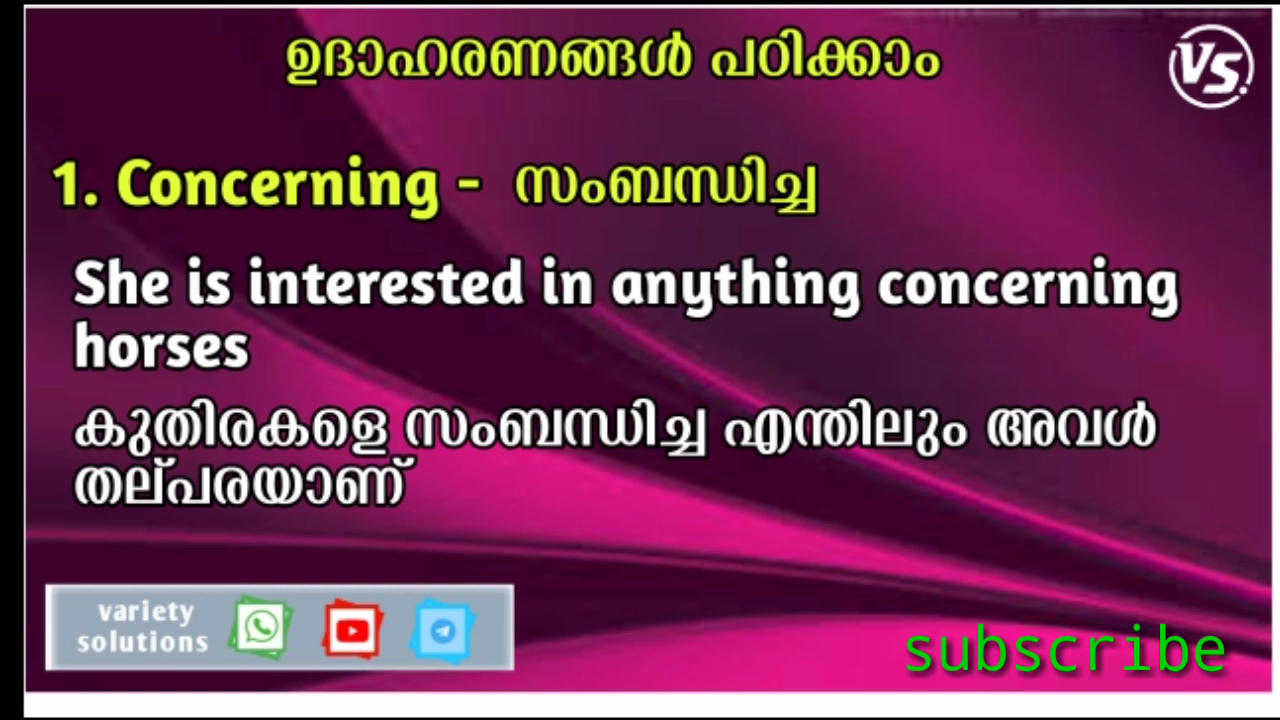 ഉദാഹരണങ്ങൾ പഠിക്കാം
VS.
1. Concerning - സംബന്ധിച്ച
She is interested in anything concerning
horses
കുതിരകളെ സംബന്ധിച്ച എന്തിലും അവൾ
തല്പരയാണ്
variety
solutions
subscribe